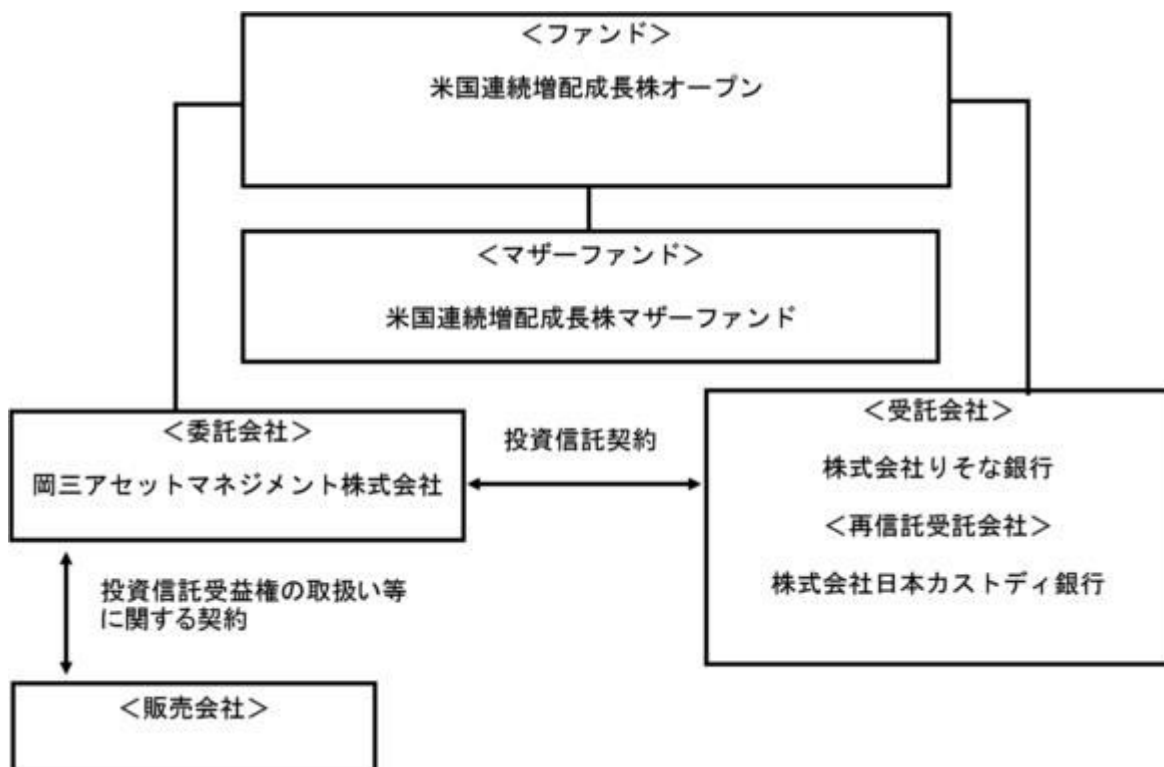 ＜ファンド＞
米国連続増配成長株オープン
＜マザーファンド＞
米国連続増配成長株マザーファンド
＜委託会社＞
岡三アセットマネジメント株式会社
投資信託契約
＜受託会社＞
株式会社りそな銀行
＜再信託受託会社＞
株式会社日本カストディ銀行
投資信託受益権の取扱い等
に関する契約
＜販売会社＞